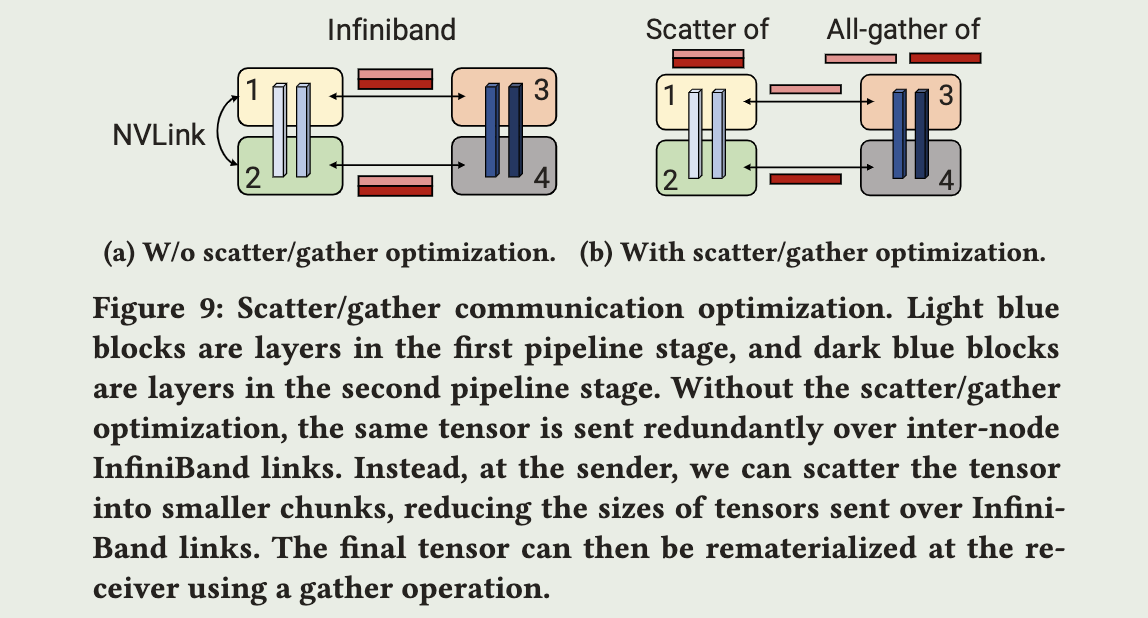 Infiniband
Scatter of
All-gather of
1
3
NVLink
2
4
1
3
2
4
(a) W/o scatter/gather optimization.
(b) With scatter/gather optimization.
Figure 9: Scatter/gather communication optimization. Light blue
blocks are layers in the first pipeline stage, and dark blue blocks
are layers in the second pipeline stage. Without the scatter/gather
optimization, the same tensor is sent redundantly over inter-node
InfiniBand links. Instead, at the sender, we can scatter the tensor
into smaller chunks, reducing the sizes of tensors sent over Infini-
Band links. The final tensor can then be rematerialized at the re-
ceiver using a gather operation.